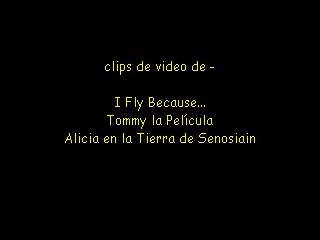 clips de video de -
I Fly Because...
Tommy la Película
Alicia en la Tierra de Senosiain